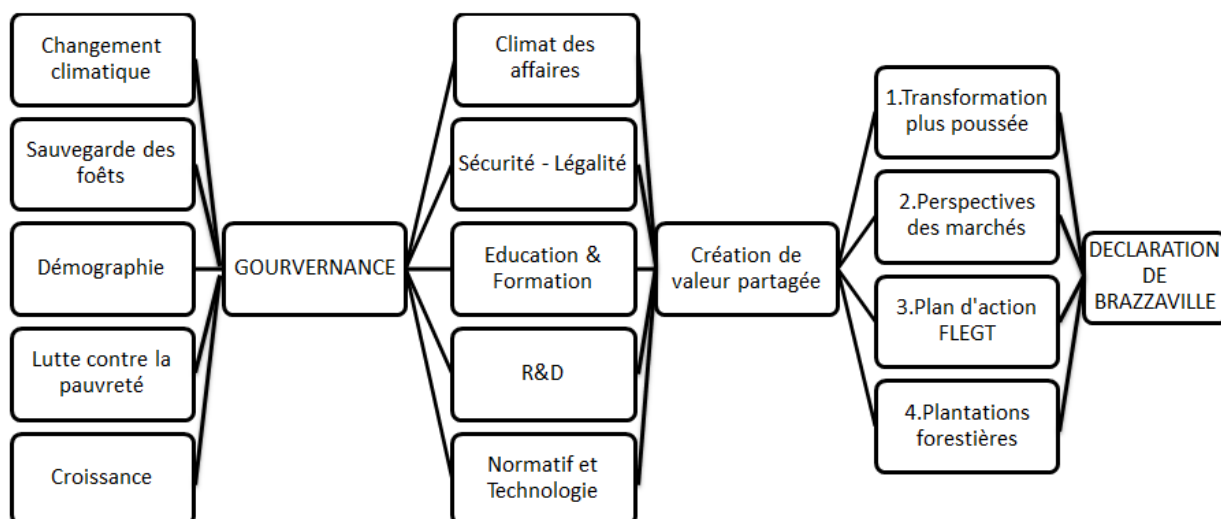 Changement
climatique
Sauvegarde des
foêts
Démographie
Lutte contre la
pauvreté
Croissance
GOURVERNANCE
Climat des
affaires
Sécurité - Légalité
Education &
Formation
R&D
Normatif et
Technologie
Création de
valeur partagée
1.Transformation
plus poussée
2.Perspectives
des marchés
3.Plan d'action
FLEGT
4.Plantations
forestières
DECLARATION
DE
BRAZZAVILLE